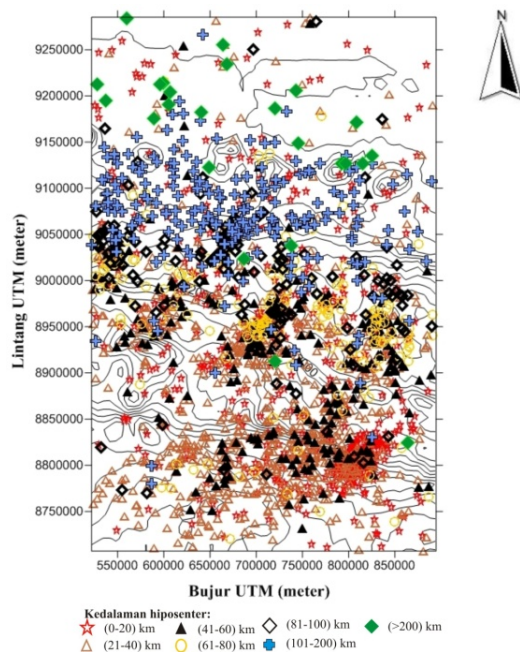 N
9250000
9200000
9150000
9100000
9050000
9000000
8950000
8900000
8850000
8800000
8750000
Lintang UTM (meter)
550000 600000 650000 700000 750000 800000 850000
Bujur UTM (meter)
Kedalaman hiposenter:
(0-20) km (41-60) km (81-100) km (>200) km
(21-40) km (61-80) km (101-200) km